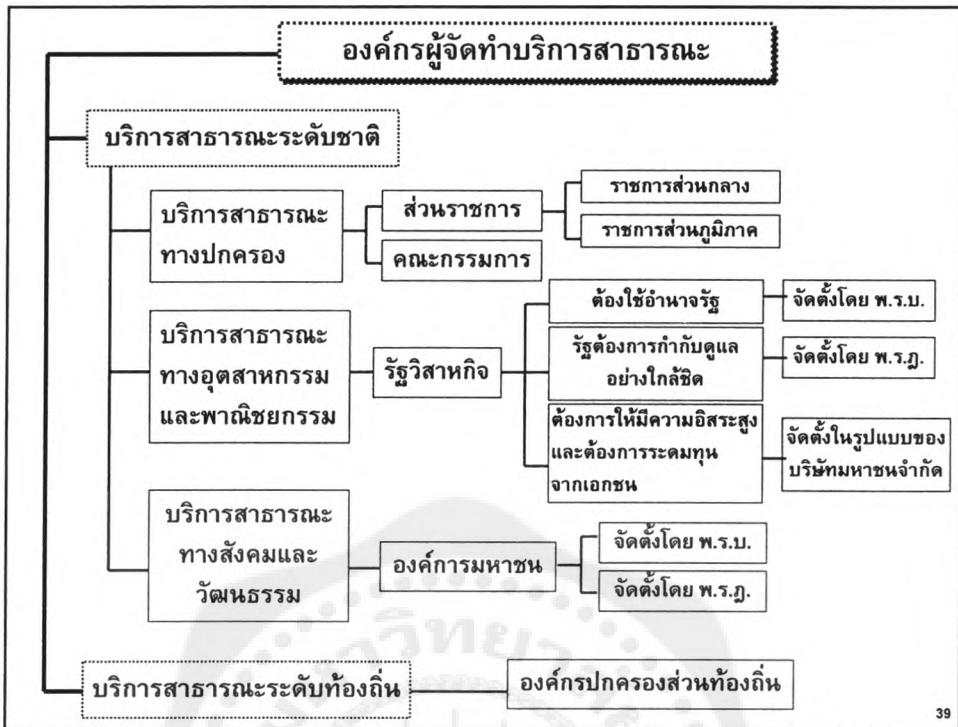 องค์กรผู้จัดทำบริการสาธารณะ
บริการสาธารณะระดับชาติ
บริการสาธารณะ
ทางปกครอง
ส่วนราชการ
ราชการส่วนกลาง
ราชการส่วนภูมิภาค
คณะกรรมการ
บริการสาธารณะ
ทางอุตสาหกรรม
และพาณิชยกรรม
รัฐวิสาหกิจ
ต้องใช้อำนาจรัฐ
จัดตั้งโดย พ.ร.บ.
รัฐต้องการกำกับดูแล
อย่างใกล้ชิด
จัดตั้งโดย พ.ร.ฎ.
ต้องการให้มีความอิสระสูง
และต้องการระดมทุน
จากเอกชน
จัดตั้งในรูปแบบของ
บริษัทมหาชนจำกัด
บริการสาธารณะ
ทางสังคมและ
วัฒนธรรม
องค์การมหาชน
จัดตั้งโดย พ.ร.บ.
จัดตั้งโดย พ.ร.ฎ.
บริการสาธารณะระดับท้องถิ่น
องค์กรปกครองส่วนท้องถิ่น
39